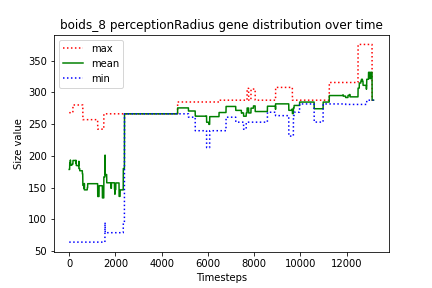 boids_8 perceptionRadius gene distribution over time
max
mean
min
Size value
350
300
250
200
150
100
50
0
2000
4000
6000
8000
10000
12000
Timesteps